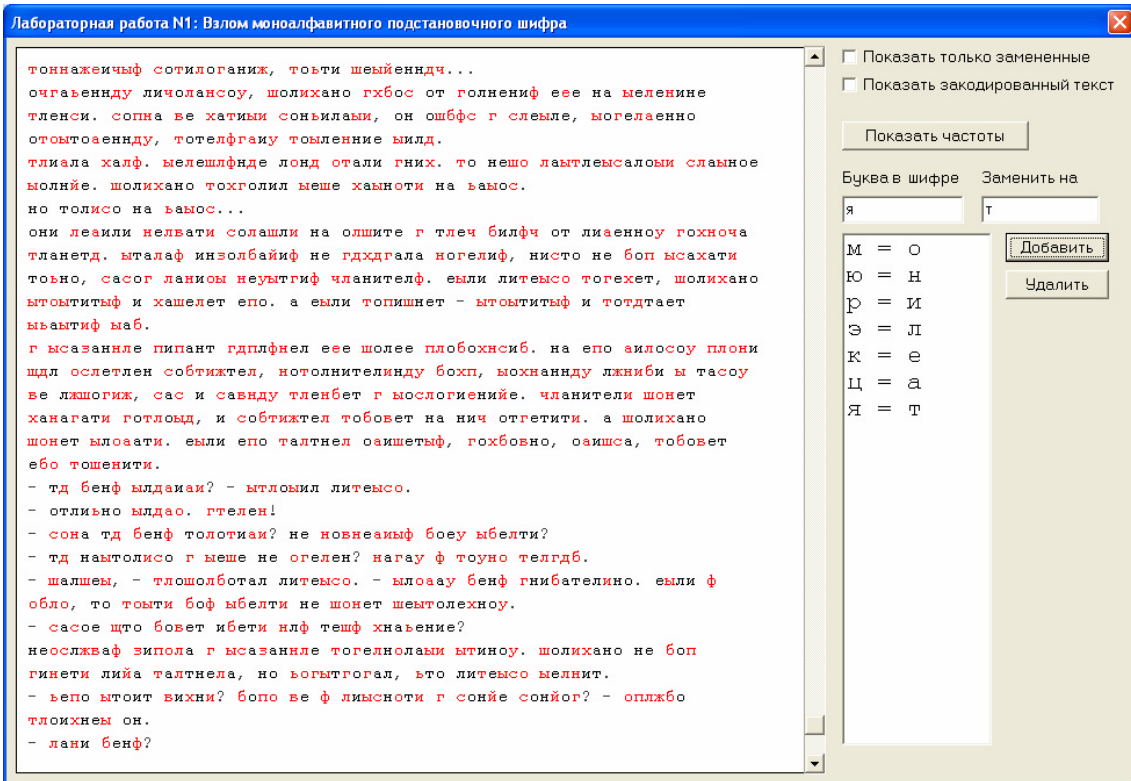 Лабораторная работа N1: Взлом моноалфавитного подстановочного шифра
тоннажеичыф сотилоганиж, тоьти шеыйенндч...
очгаьеннду личолансоу, шолихано гхбос от голнениф еее на ыеленине
тленси. сопна ве хатиыи соньилаыи, он ошбфс г слеыле, ыогелаенно
отоытоаеннду, тотелфгаиу тоыленние ыилд.
тлиала халф. ыелешлфнде лонд отали гних. то нешо лаытлеысалоыи слаыное
ыолнйе. шолихано тохголил ыеше хаыноти на ьаыос.
но толисо на ьаыос...
они леаили нелвати солашли на олшите г тлеч билфч от лиаенноу гохноча
тланетд. ыталаф инзолбайиф не гдхдгала ногелиф, нисто не боп ысахати
тоьно, сасог ланиоы неуытгиф чланителф. еыли литеысо тогехет, шолихано
ытоытитыф и хашелет епо. а еыли топишнет - ытоытитыф и тотдтает
ыьаытиф ыаб.
г ысазаннле пипант гдплфнел еее шолее плобохнсиб. на епо аилосоу плони
щдл ослетлен собтижтел, нотолнителинду бохп, ыохнаннду лжниби ы тасоу
ве лжшогиж, сас и савнду тленбет г ыослогиенийе. чланители шонет
ханагати готлоыд, и собтижтел тобовет на нич отгетити. а шолихано
шонет ылоаати. еыли епо талтнел оаишетыф, гохбовно, оаишса, тобовет
ебо тошенити.
- тд бенф ылдаиаи? - ытлоыил литеысо.
- отлиьно ылдао. гтелен!
- сона тд бенф толотиаи? не новнеаиыф боеу ыбелти?
- тд наытолисо г ыеше не огелен? нагау ф тоуно телгдб.
- шалшеы, - тлошолботал литеысо. - ылоаау бенф гнибателино. еыли ф
обло, то тоыти боф ыбелти не шонет шеытолехноу.
- сасое щто бовет ибети нлф тешф хнаьение?
неослжваф зипола г ысазаннле тогелнолаыи ытиноу. шолихано не боп
гинети лийа талтнела, но ьогытгогал, ьто литеысо ыелнит.
- ьепо ытоит вихни? бопо ве ф лиысноти г сонйе сонйог? - оплжбо
тлоихнеы он.
- лани бенф?
Показать только замененные
Показать закодированный текст
Показать частоты
Буква в шифре Заменить на
я т
Добавить
Удалить
м = о
ю = н
р = и
э = л
к = е
ц = а
я = т